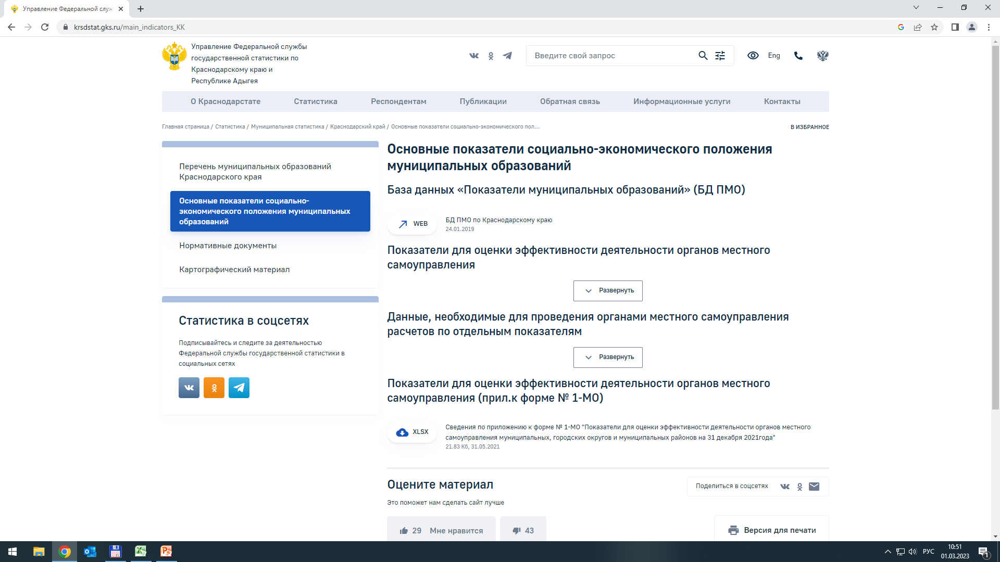 Управление Федеральной служ
krsdstat.gks.ru/main_indicators_KK
Управление Федеральной службы
государственной статистики по
Краснодарскому краю и
Республике Адыгея
Введите свой запрос
Eng
О Краснодарстате
Статистика
Респондентам
Публикации
Обратная связь
Информационные услуги
Контакты
Главная страница / Статистика / Муниципальная статистика / Краснодарский край / Основные показатели социально-экономического пол...
В ИЗБРАННОЕ
Перечень муниципальных образований
Краснодарского края
Основные показатели социально-
экономического положения муниципальных
образований
Нормативные документы
Картографический материал
Статистика в соцсетях
Подписывайтесь и следите за деятельностью
Федеральной службы государственной статистики в
социальных сетях
Основные показатели социально-экономического положения
муниципальных образований
База данных «Показатели муниципальных образований» (БД ПМО)
WEB
БД ПМО по Краснодарскому краю
24.01.2019
Показатели для оценки эффективности деятельности органов местного
самоуправления
Развернуть
Данные, необходимые для проведения органами местного самоуправления
расчетов по отдельным показателям
Развернуть
Показатели для оценки эффективности деятельности органов местного
самоуправления (прил.к форме № 1-МО)
XLSX
Сведения по приложению к форме № 1-МО "Показатели для оценки эффективности деятельности органов местного
самоуправления муниципальных, городских округов и муниципальных районов на 31 декабря 2021года"
21.83 Кб, 31.05.2021
Оцените материал
Это поможет нам сделать сайт лучше
Поделиться в соцсетях
29 Мне нравится
43
Версия для печати
РУС
10:51
01.03.2023
1